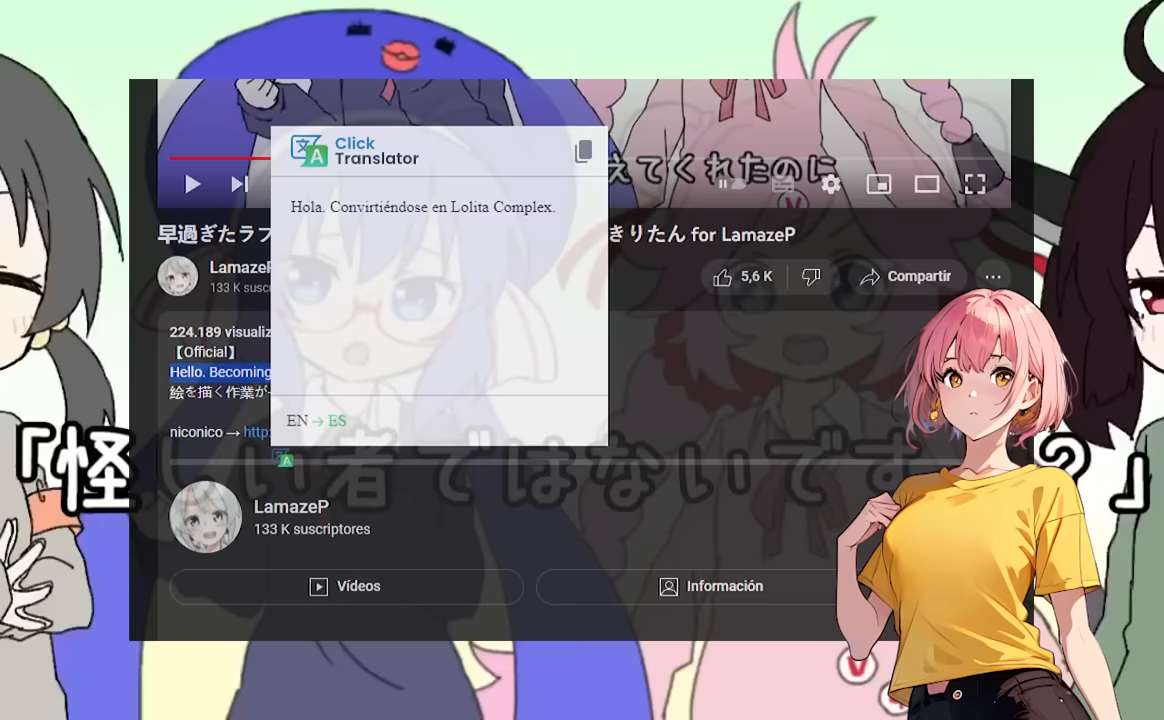 Click
Translator
えてくれたのに
Hola. Convirtiéndose en Lolita Complex.
早過ぎたラフ
きりたん for LamazeP
LamazeP
133 K susc
5,6 K
Compartir
224.189 visualiz
【Official】
Hello. Becoming
絵を描く作業が
niconico → http:
EN → ES
「怪しい者ではないです？」
LamazeP
133 K suscriptores
Vídeos
Información
V
V